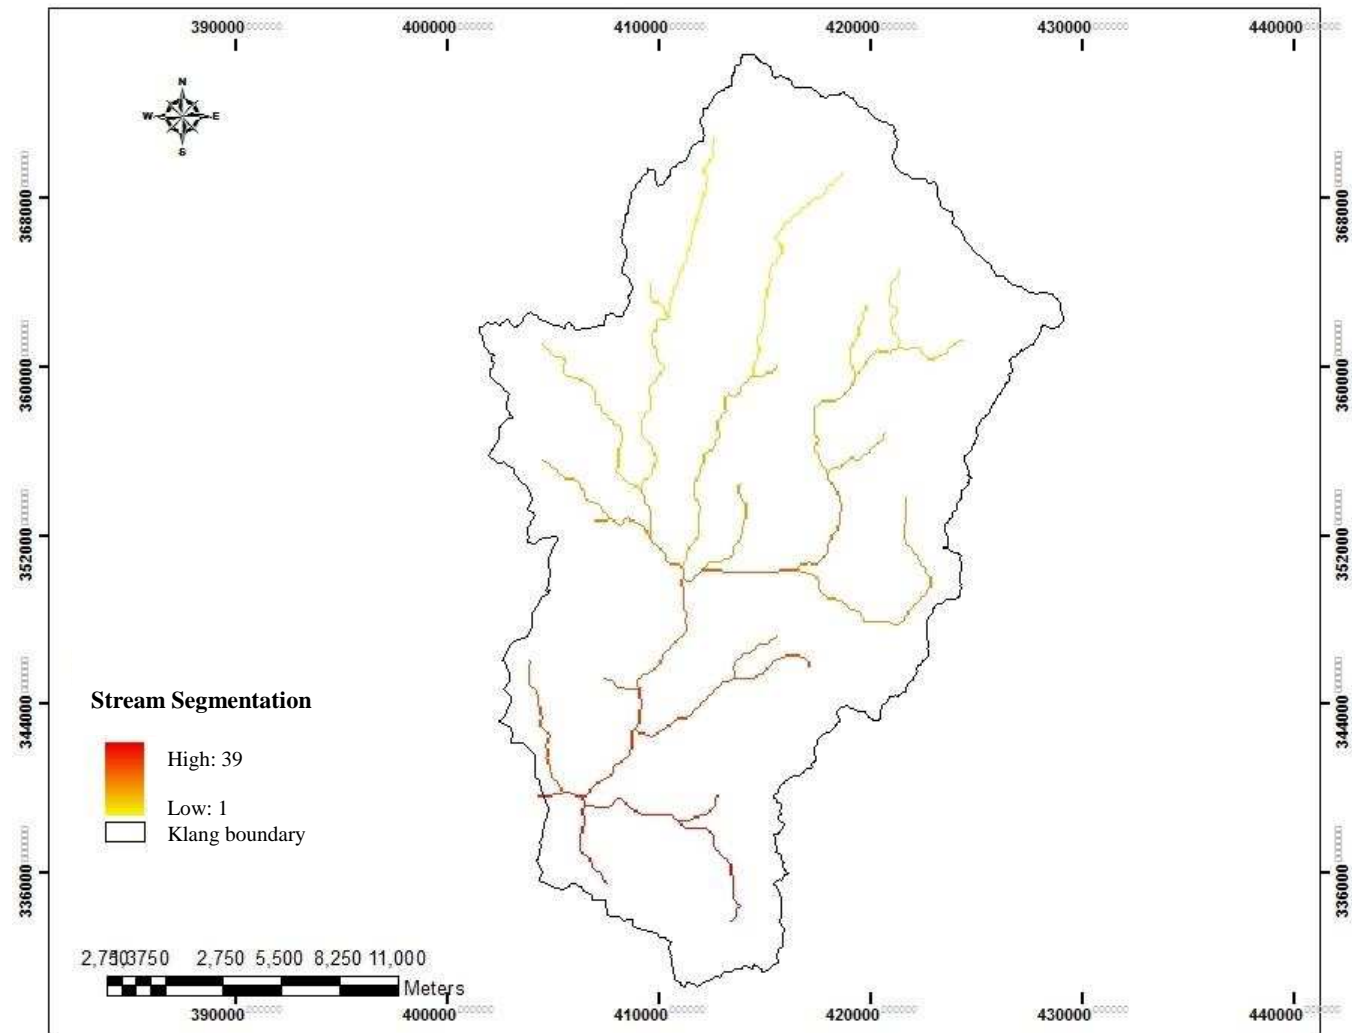 390000 400000 410000 420000 430000 440000
N
W E
S
368000 368000
360000 360000
352000 352000
344000 344000
336000 336000
Stream Segmentation
High: 39
Low: 1
Klang boundary
2,750 5,500 8,250 11,000
Meters
390000 400000 410000 420000 430000 440000